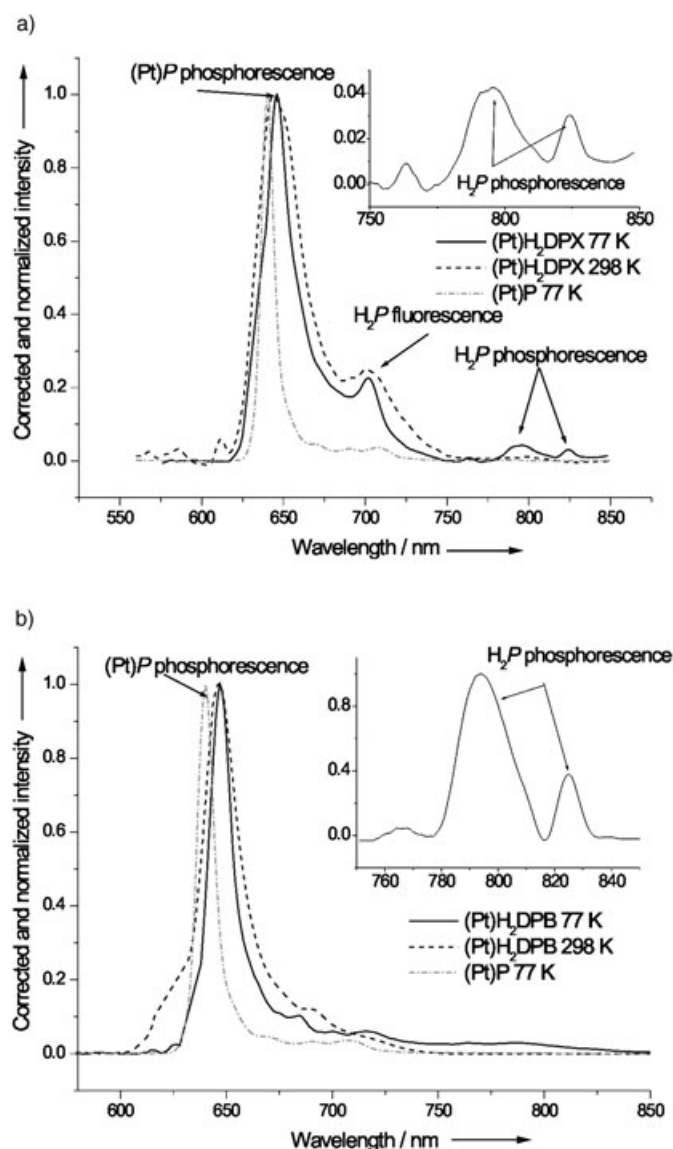 a)
(Pt)P phosphorescence
1.0
0.8
0.6
0.4
0.2
0.0
Corrected and normalized intensity
0.04
0.02
0.00
H₂P phosphorescence
750
800
850
(Pt)H₂DPX 77 K
(Pt)H₂DPX 298 K
(Pt)P 77 K
H₂P fluorescence
H₂P phosphorescence
550
600
650
700
750
800
850
Wavelength / nm
b)
(Pt)P phosphorescence
1.0
0.8
0.6
0.4
0.2
0.0
Corrected and normalized intensity
H₂P phosphorescence
0.8
0.4
0.0
760
780
800
820
840
(Pt)H₂DPB 77 K
(Pt)H₂DPB 298 K
(Pt)P 77 K
600
650
700
750
800
850
Wavelength / nm